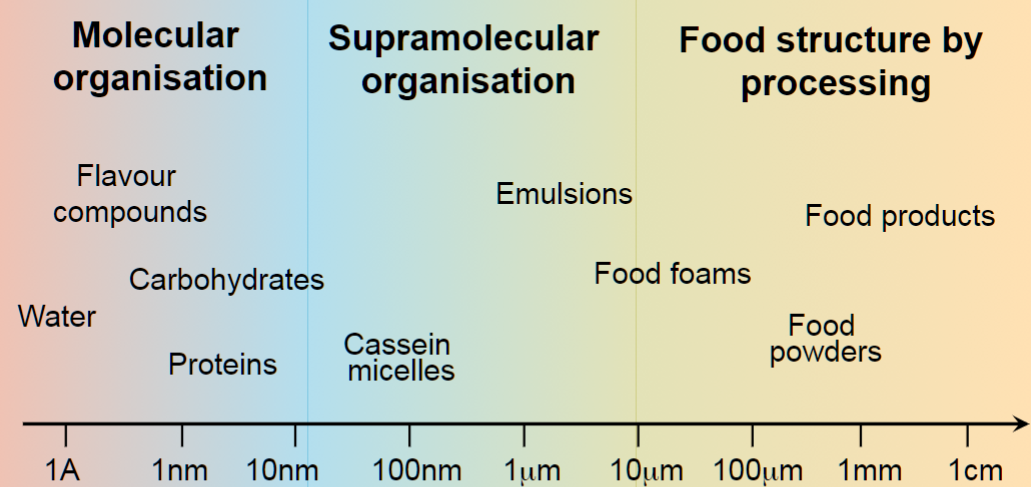 Molecular
organisation
Supramolecular
organisation
Food structure by
processing
Flavour
compounds
Emulsions
Food products
Carbohydrates
Food foams
Water
Food
powders
Proteins
Cassein
micelles
1A 1nm 10nm 100nm 1μm 10μm 100μm 1mm 1cm